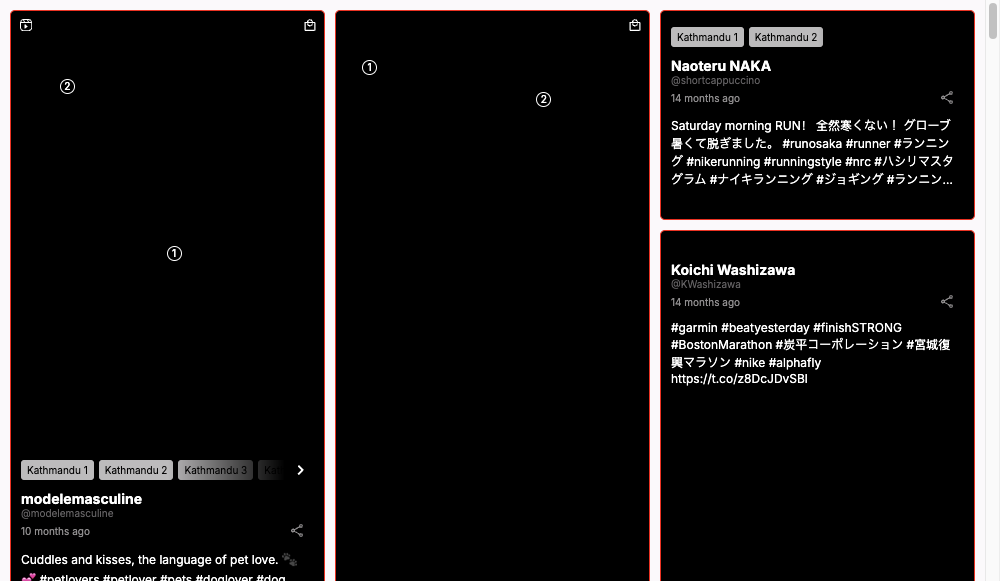 2
1
Kathmandu 1 Kathmandu 2 Kathmandu 3
modelemasculine
@modelemasculine
10 months ago
Cuddles and kisses, the language of pet love. 🐾
💞 #petlovers #petlover #pets #doglover #dog
1
2
Kathmandu 1 Kathmandu 2
Naoteru NAKA
@shortcappuccino
14 months ago
Saturday morning RUN！ 全然寒くない！ グローブ
暑くて脱ぎました。 #runosaka #runner #ランニン
グ #nikerunning #runningstyle #nrc #ハシリマスタ
グラム #ナイキランニング #ジョギング #ランニン...
Koichi Washizawa
@KWashizawa
14 months ago
#garmin #beatyesterday #finishSTRONG
#BostonMarathon #炭平コーポレーション #宮城復
興マラソン #nike #alphafly
https://t.co/z8DcJDvSBl